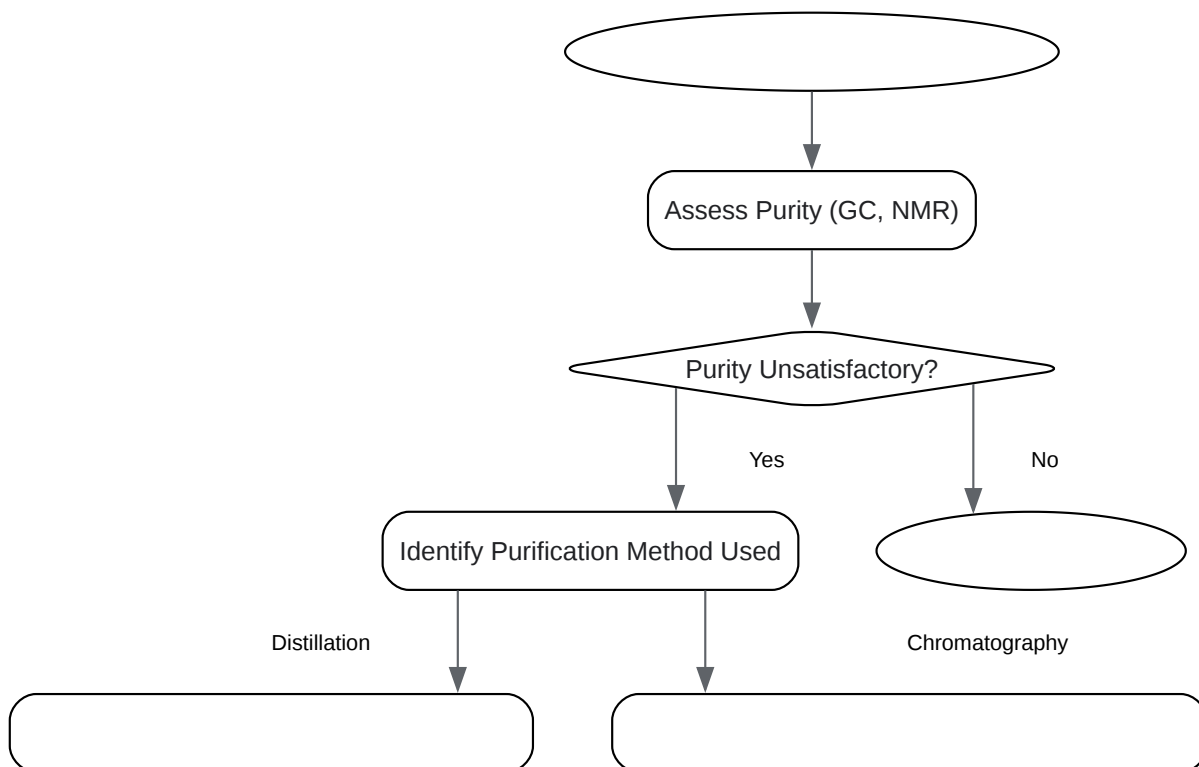 Assess Purity (GC, NMR)
Purity Unsatisfactory?
Yes
No
Identify Purification Method Used
Distillation
Chromatography